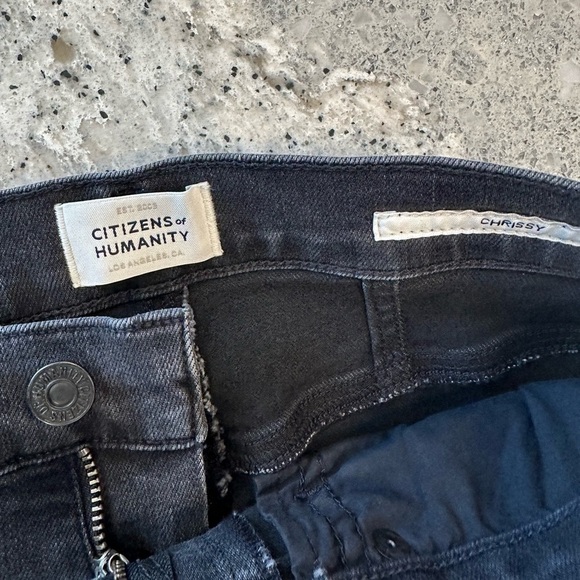 EST. 2003
CITIZENS of
HUMANITY
LOS ANGELES, CA.
CHRISSY